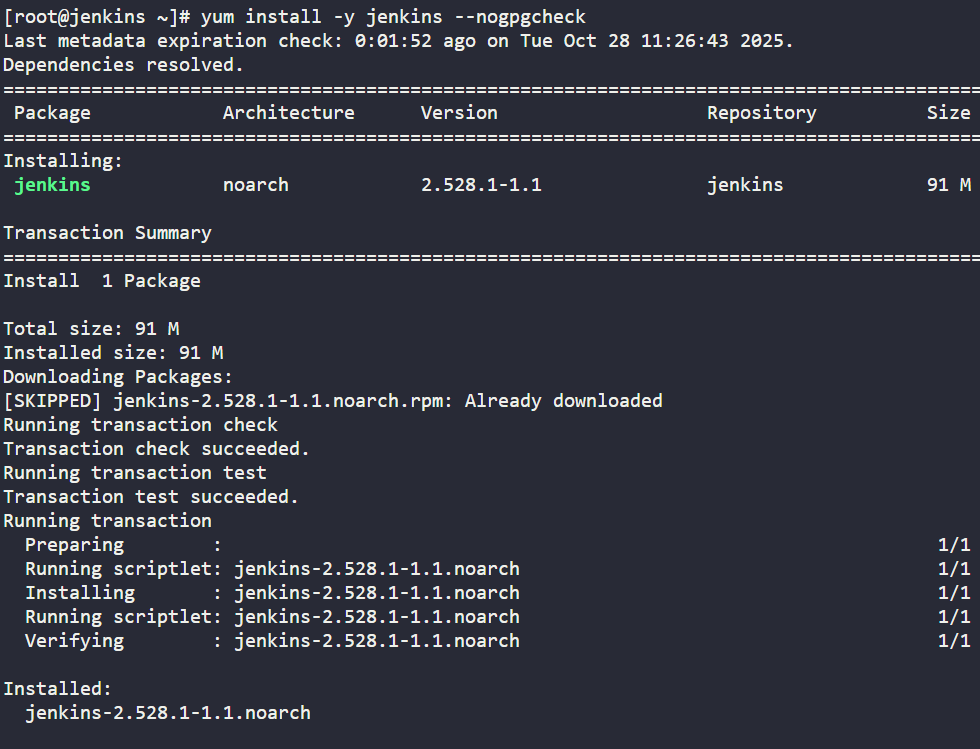 [root@jenkins ~]# yum install -y jenkins --nogpgcheck
Last metadata expiration check: 0:01:52 ago on Tue Oct 28 11:26:43 2025.
Dependencies resolved.
================================================================================
Package Architecture Version Repository Size
================================================================================
Installing:
jenkins noarch 2.528.1-1.1 jenkins 91 M
Transaction Summary
================================================================================
Install 1 Package
Total size: 91 M
Installed size: 91 M
Downloading Packages:
[SKIPPED] jenkins-2.528.1-1.1.noarch.rpm: Already downloaded
Running transaction check
Transaction check succeeded.
Running transaction test
Transaction test succeeded.
Running transaction
Preparing : 1/1
Running scriptlet: jenkins-2.528.1-1.1.noarch 1/1
Installing : jenkins-2.528.1-1.1.noarch 1/1
Running scriptlet: jenkins-2.528.1-1.1.noarch 1/1
Verifying : jenkins-2.528.1-1.1.noarch 1/1
Installed:
jenkins-2.528.1-1.1.noarch